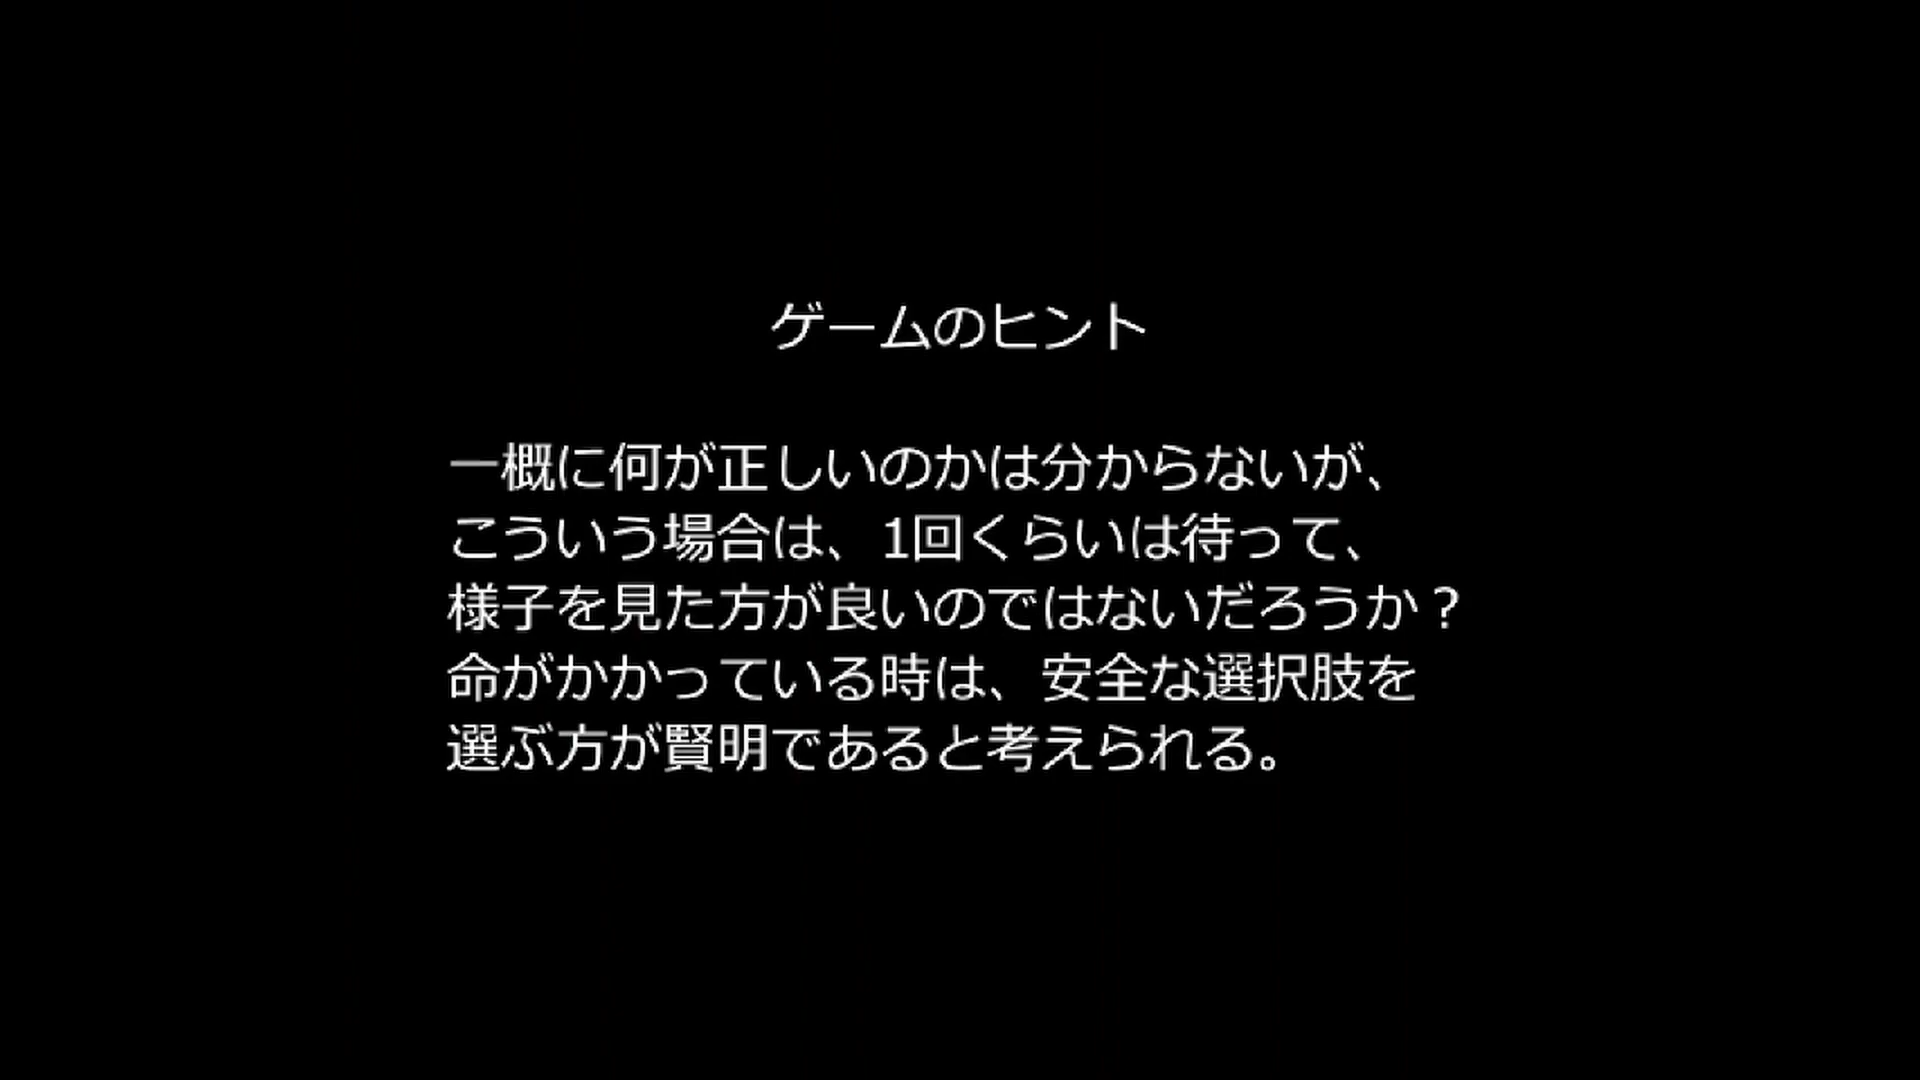 ゲームのヒント
一概に何が正しいのかは分からないが、
こういう場合は、1回くらいは待って、
様子を見た方が良いのではないだろうか？
命がかかっている時は、安全な選択肢を
選ぶ方が賢明であると考えられる。